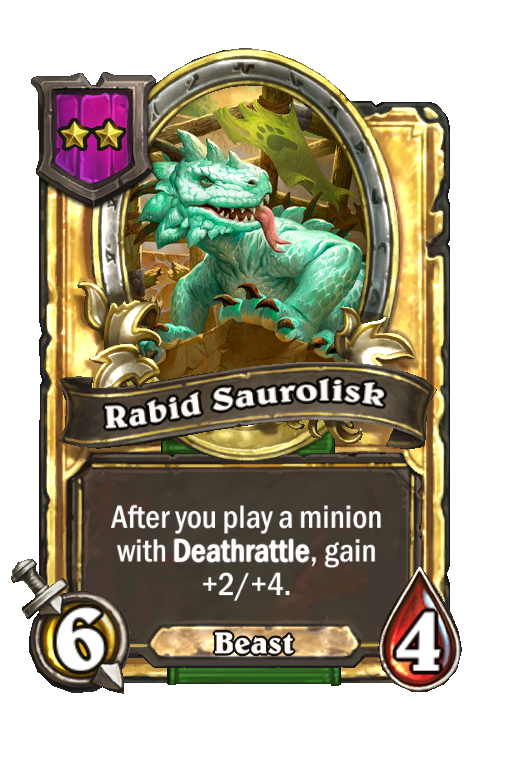 Rabid Saurolisk
After you play a minion
with Deathrattle, gain
+2/+4.
6
Beast
4